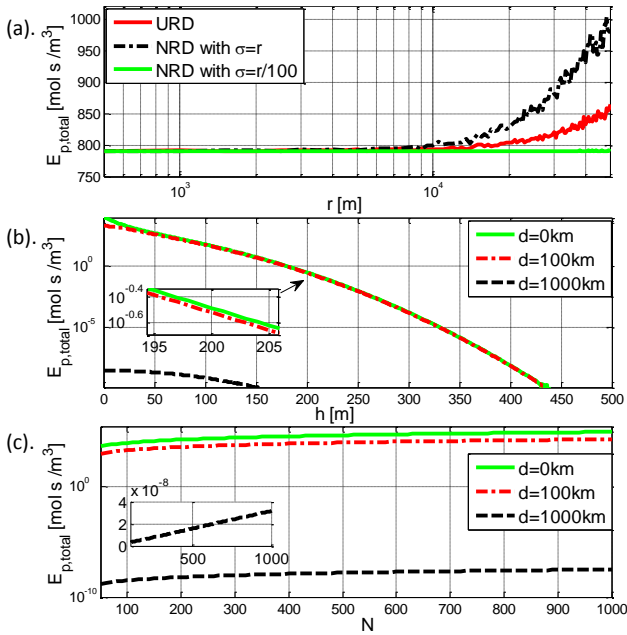 (a).
E_p,total [mol s /m^3]
1000
950
900
850
800
750
URD
NRD with σ=r
NRD with σ=r/100
10^3
10^4
r [m]
(b).
E_p,total [mol s /m^3]
10^0
10^-5
d=0km
d=100km
d=1000km
10^-0.4
10^-0.6
195 200 205
0 50 100 150 200 250 300 350 400 450 500
h [m]
(c).
E_p,total [mol s /m^3]
10^0
10^-10
d=0km
d=100km
d=1000km
x 10^-8
4
2
0
500 1000
100 200 300 400 500 600 700 800 900 1000
N